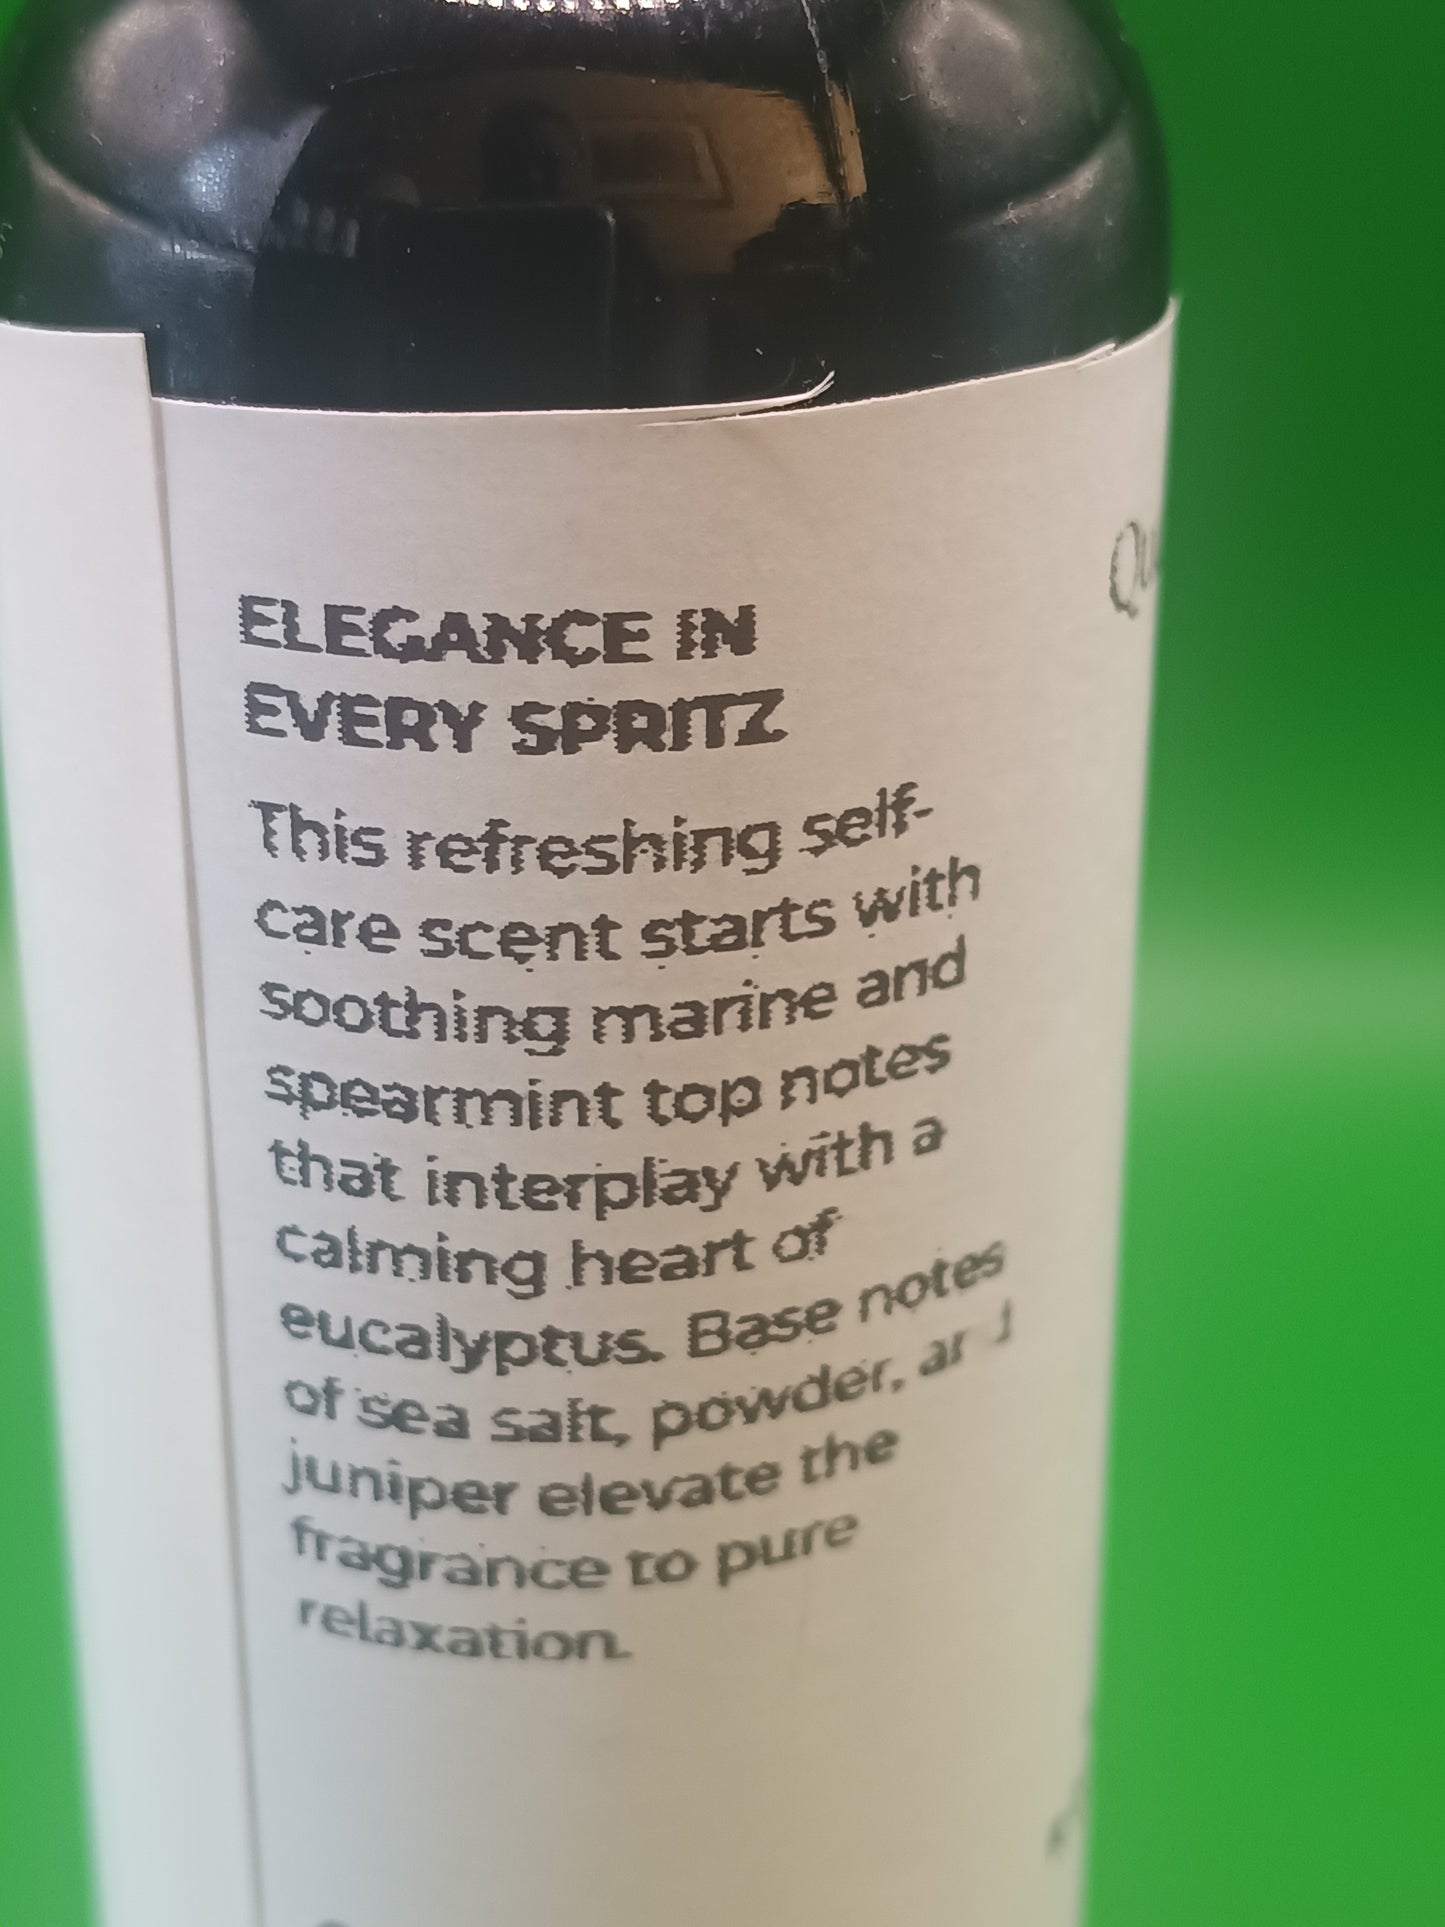 ELEGANCE IN
EVERY SPRITZ
This refreshing self-
care scent starts with
soothing marine and
spearmint top notes
that interplay with a
calming heart of
eucalyptus. Base notes
of sea salt, powder, and
juniper elevate the
fragrance to pure
relaxation.